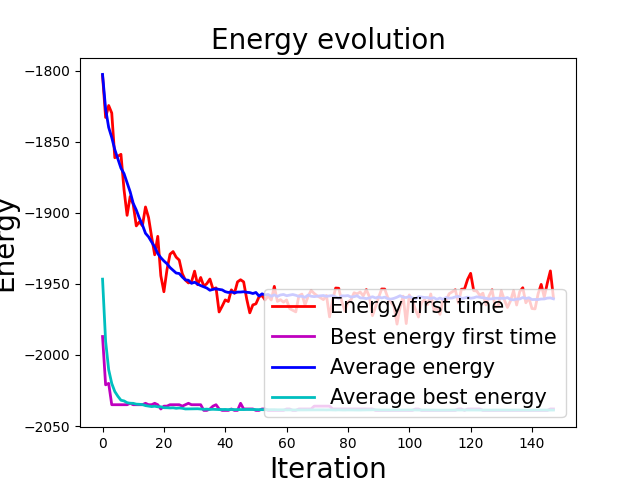 Energy evolution
Energy
−1800
−1850
−1900
−1950
−2000
−2050
0
20
40
60
80
100
120
140
Iteration
Energy first time
Best energy first time
Average energy
Average best energy